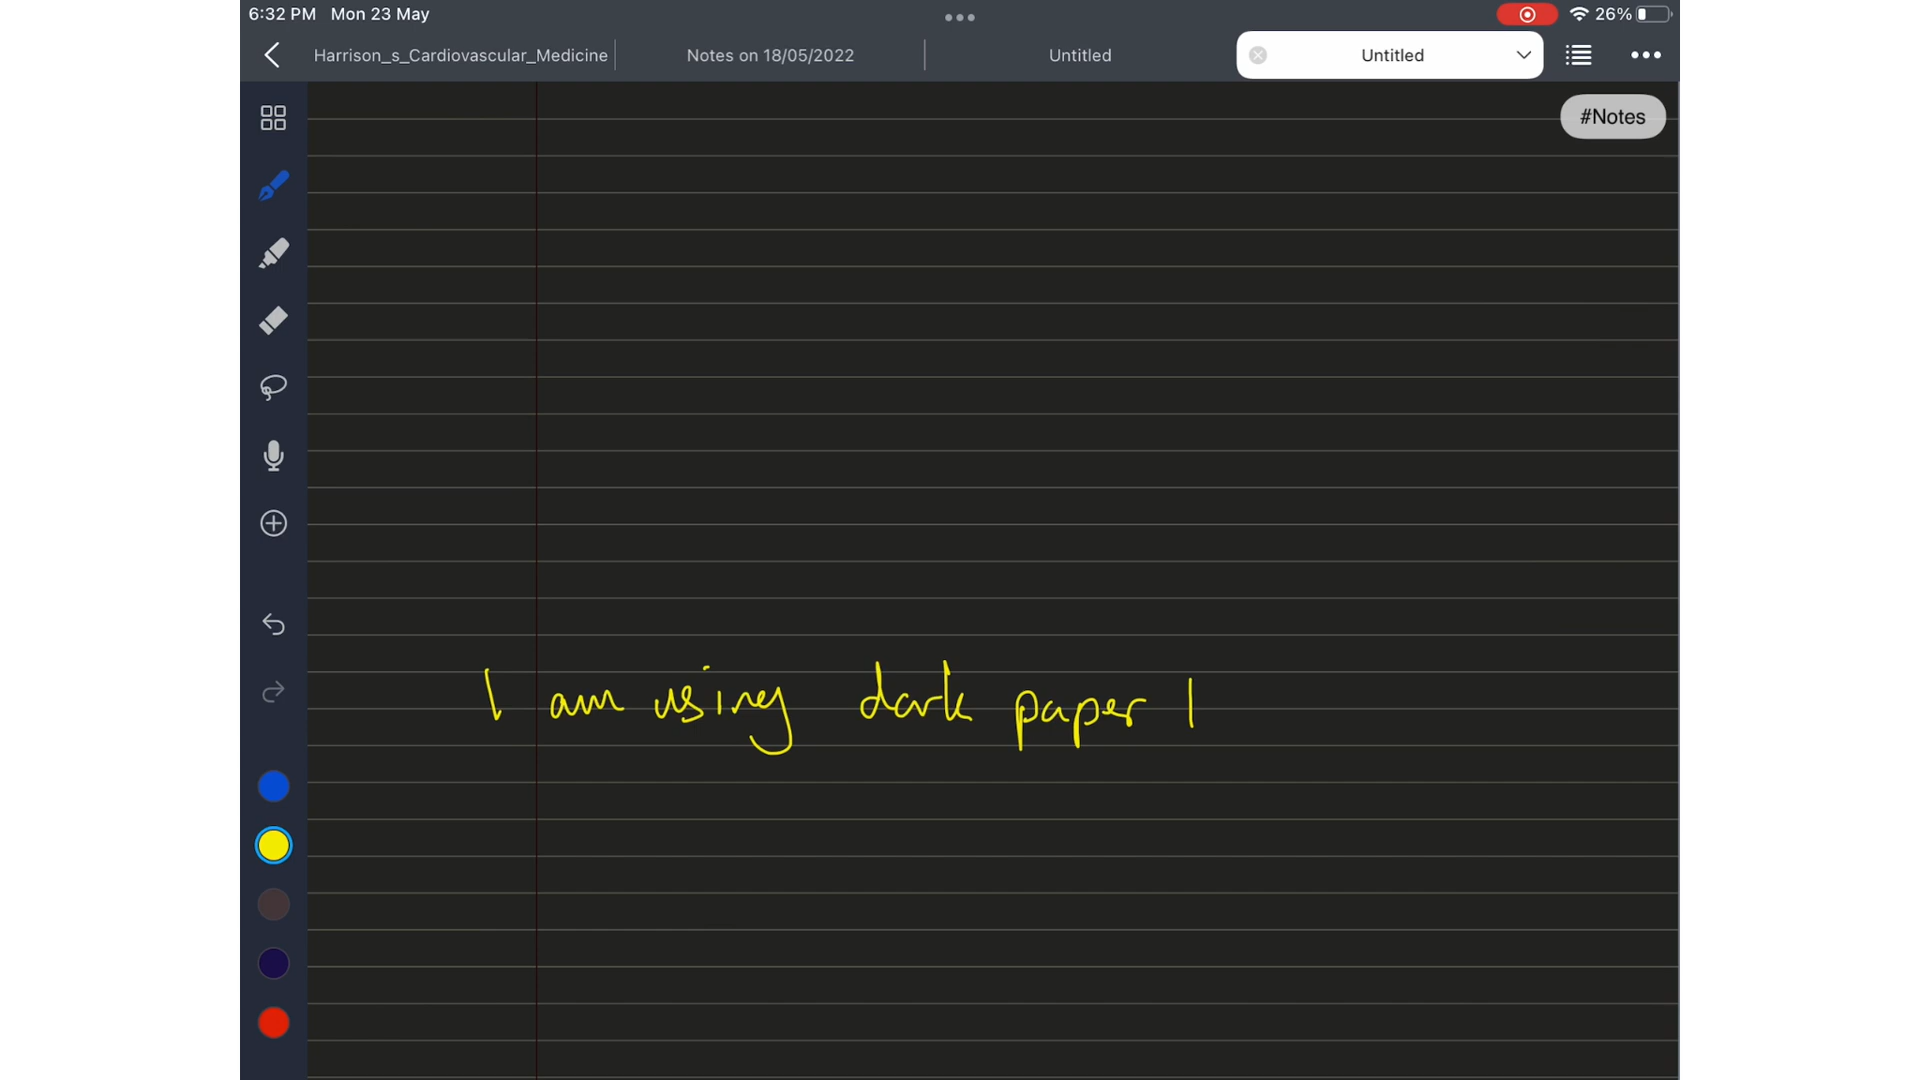 6:32 PM Mon 23 May 26%
Harrison_s_Cardiovascular_Medicine Notes on 18/05/2022 Untitled Untitled
#Notes
I am using dark paper I